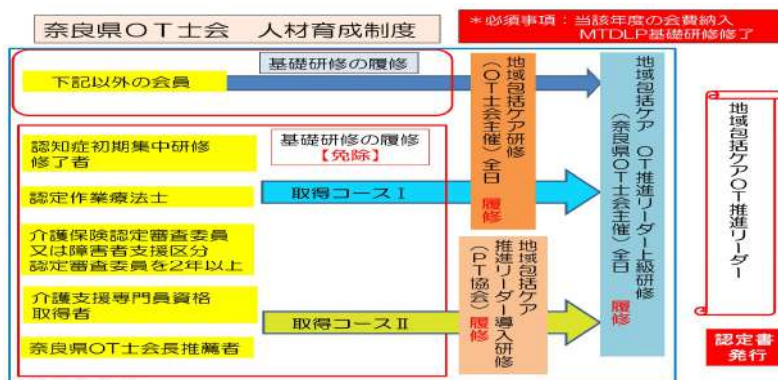 奈良県OT士会　人材育成制度
＊必須事項：当該年度の会費納入
MTDLP基礎研修修了
基礎研修の履修
下記以外の会員
認知症初期集中研修
修了者
認定作業療法士
介護保険認定審査委員
又は障害者支援区分
認定審査委員を2年以上
介護支援専門員資格
取得者
奈良県OT士会長推薦者
基礎研修の履修
【免除】
取得コースⅠ
取得コースⅡ
地域包括ケア研修
（OT士会主催）全日　履修
地域包括ケア
推進リーダー導入研修
（PT協会）履修
地域包括ケア　OT推進リーダー上級研修
（奈良県OT士会主催）全日　履修
地域包括ケアOT推進リーダー
認定書
発行